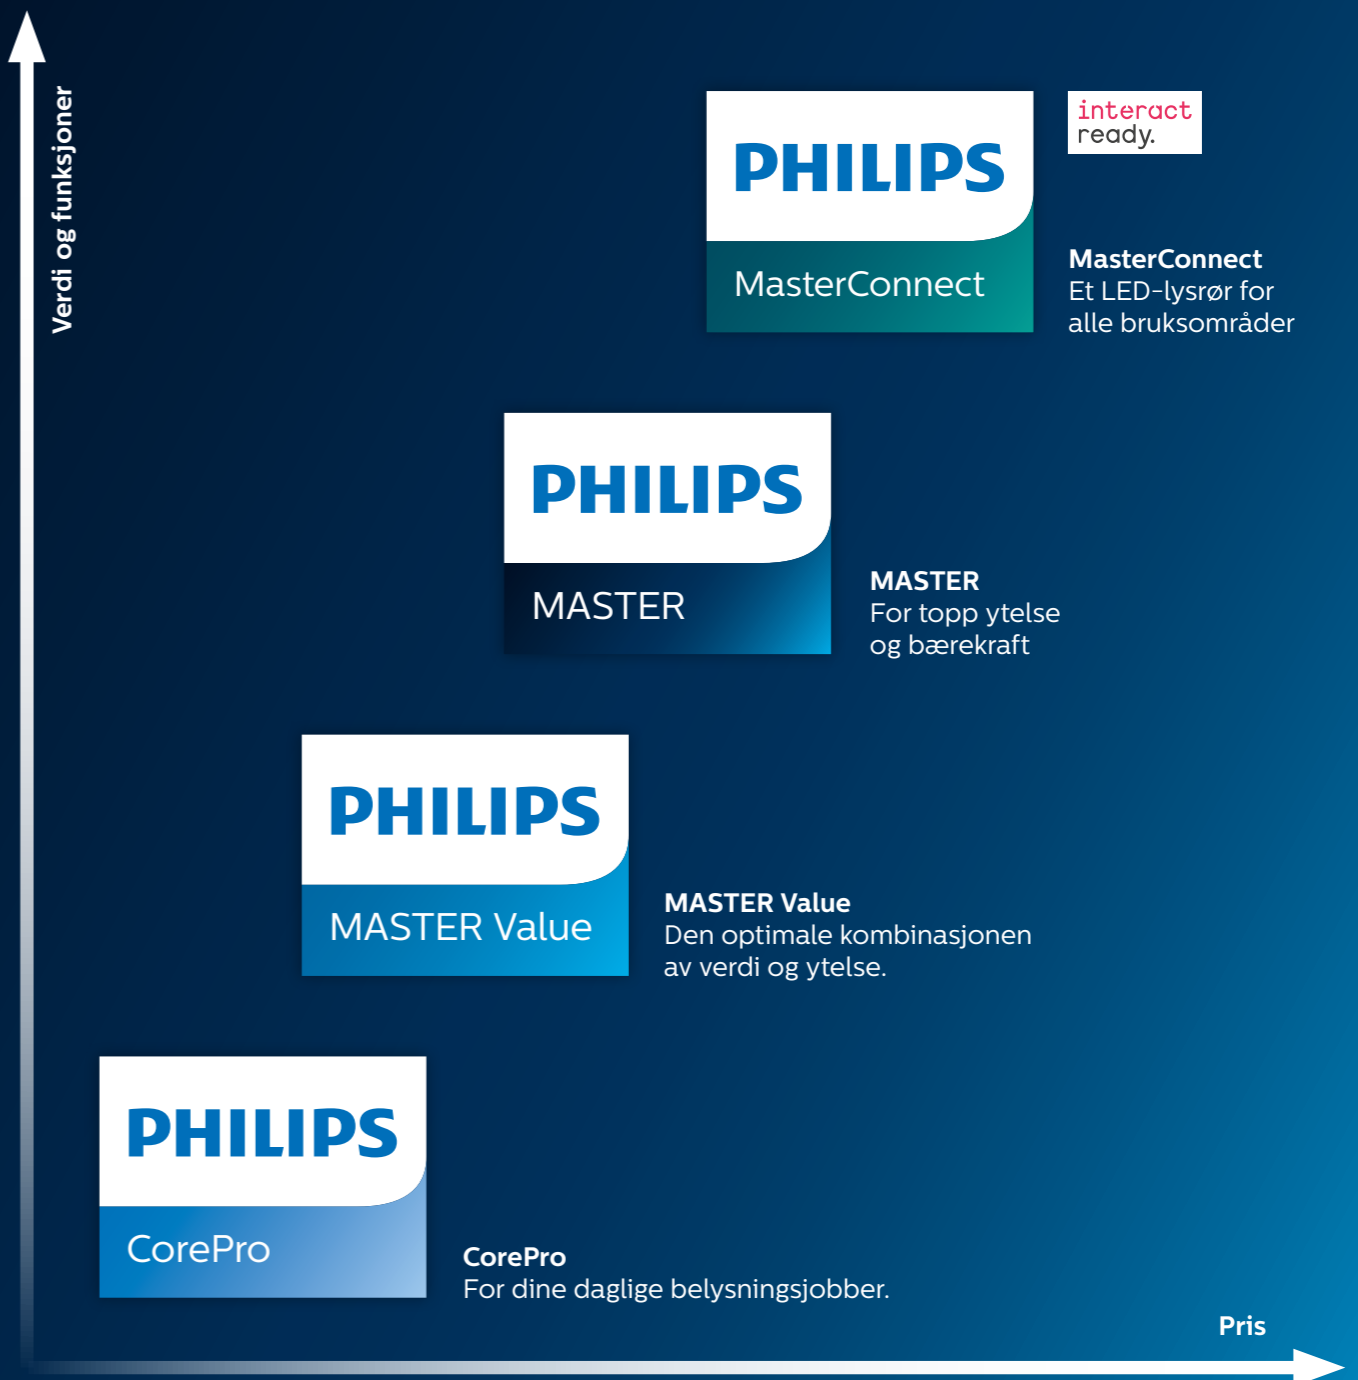 Verdi og funksjoner
PHILIPS
MasterConnect
interact
ready.
MasterConnect
Et LED-lysrør for
alle bruksområder
PHILIPS
MASTER
MASTER
For topp ytelse
og bærekraft
PHILIPS
MASTER Value
MASTER Value
Den optimale kombinasjonen
av verdi og ytelse.
PHILIPS
CorePro
CorePro
For dine daglige belysningsjobber.
Pris